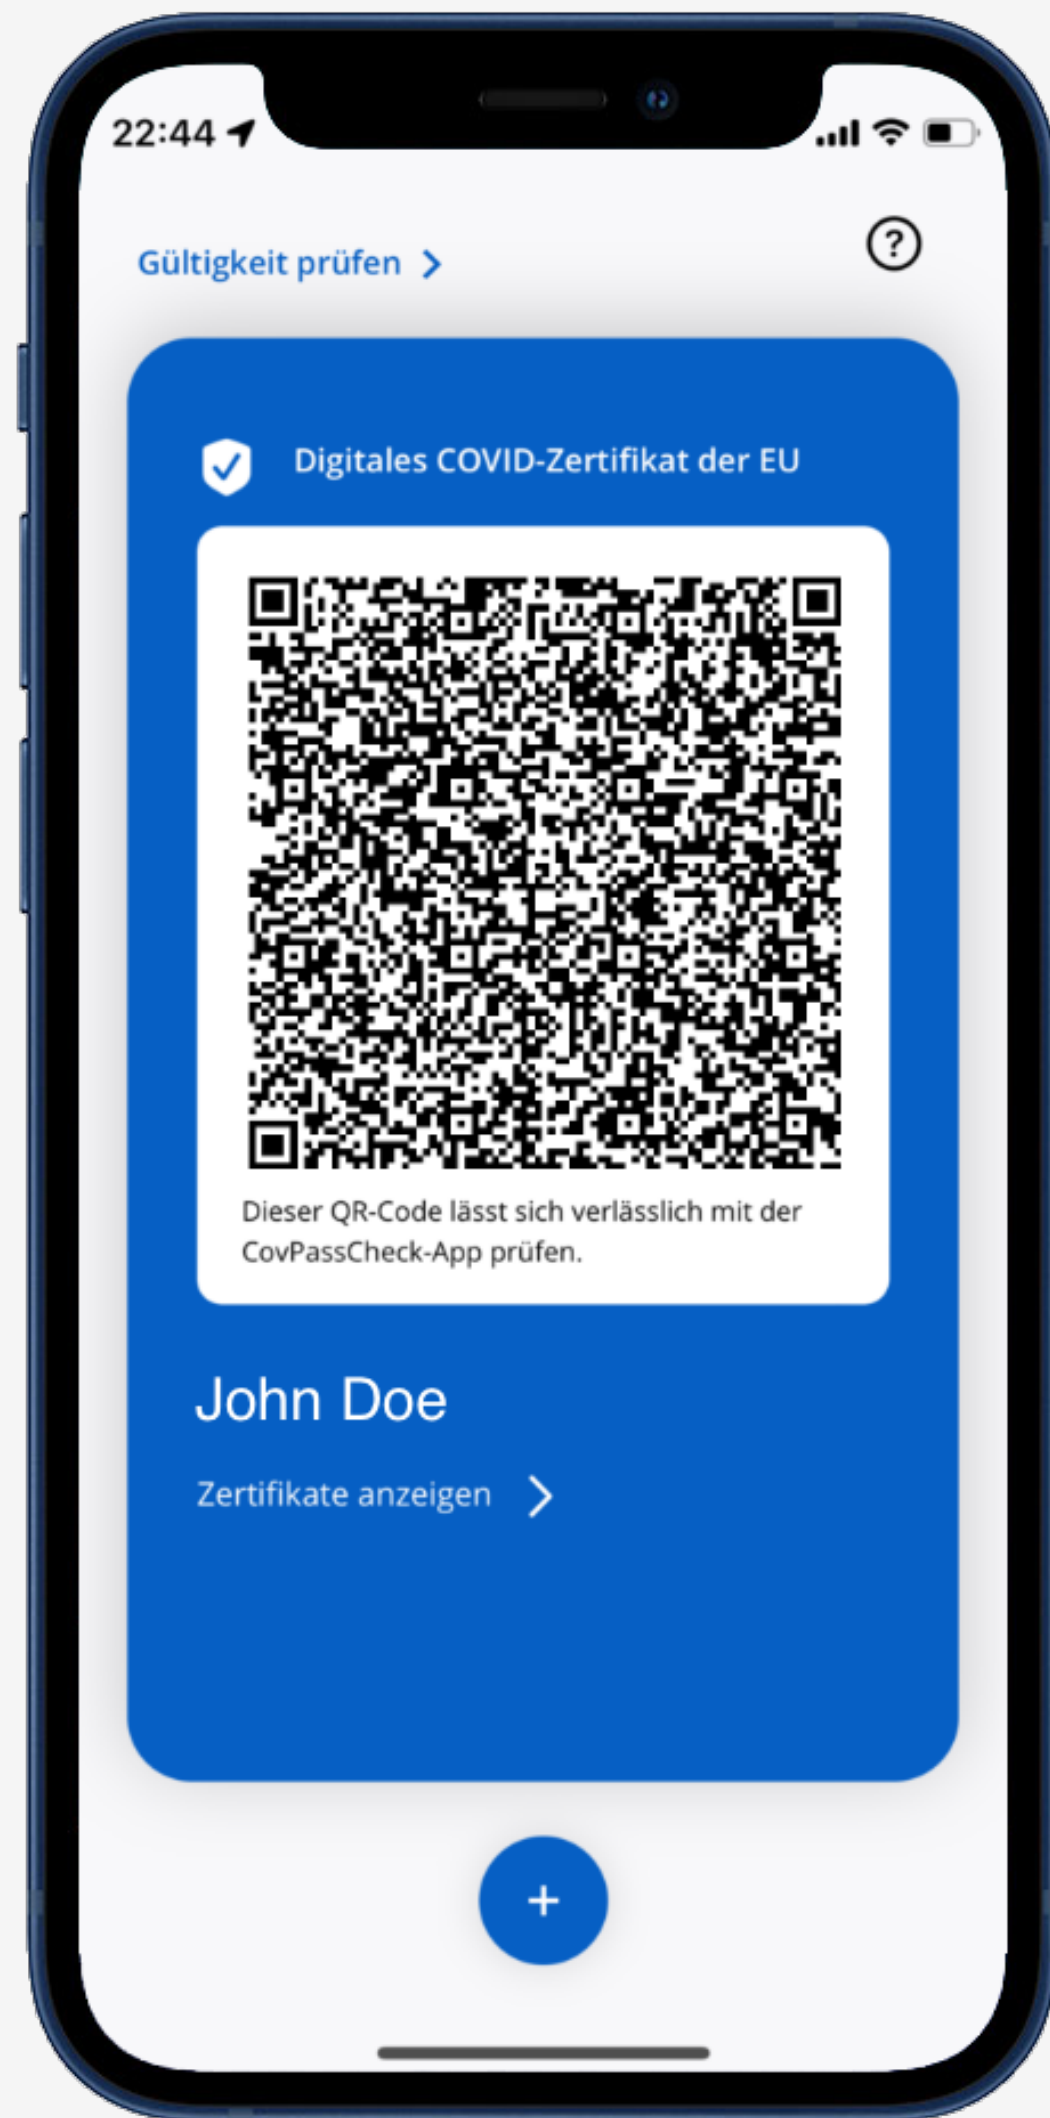 22:44
Gültigkeit prüfen
?
Digitales COVID-Zertifikat der EU
Dieser QR-Code lässt sich verlässlich mit der
CovPassCheck-App prüfen.
John Doe
Zertifikate anzeigen
+